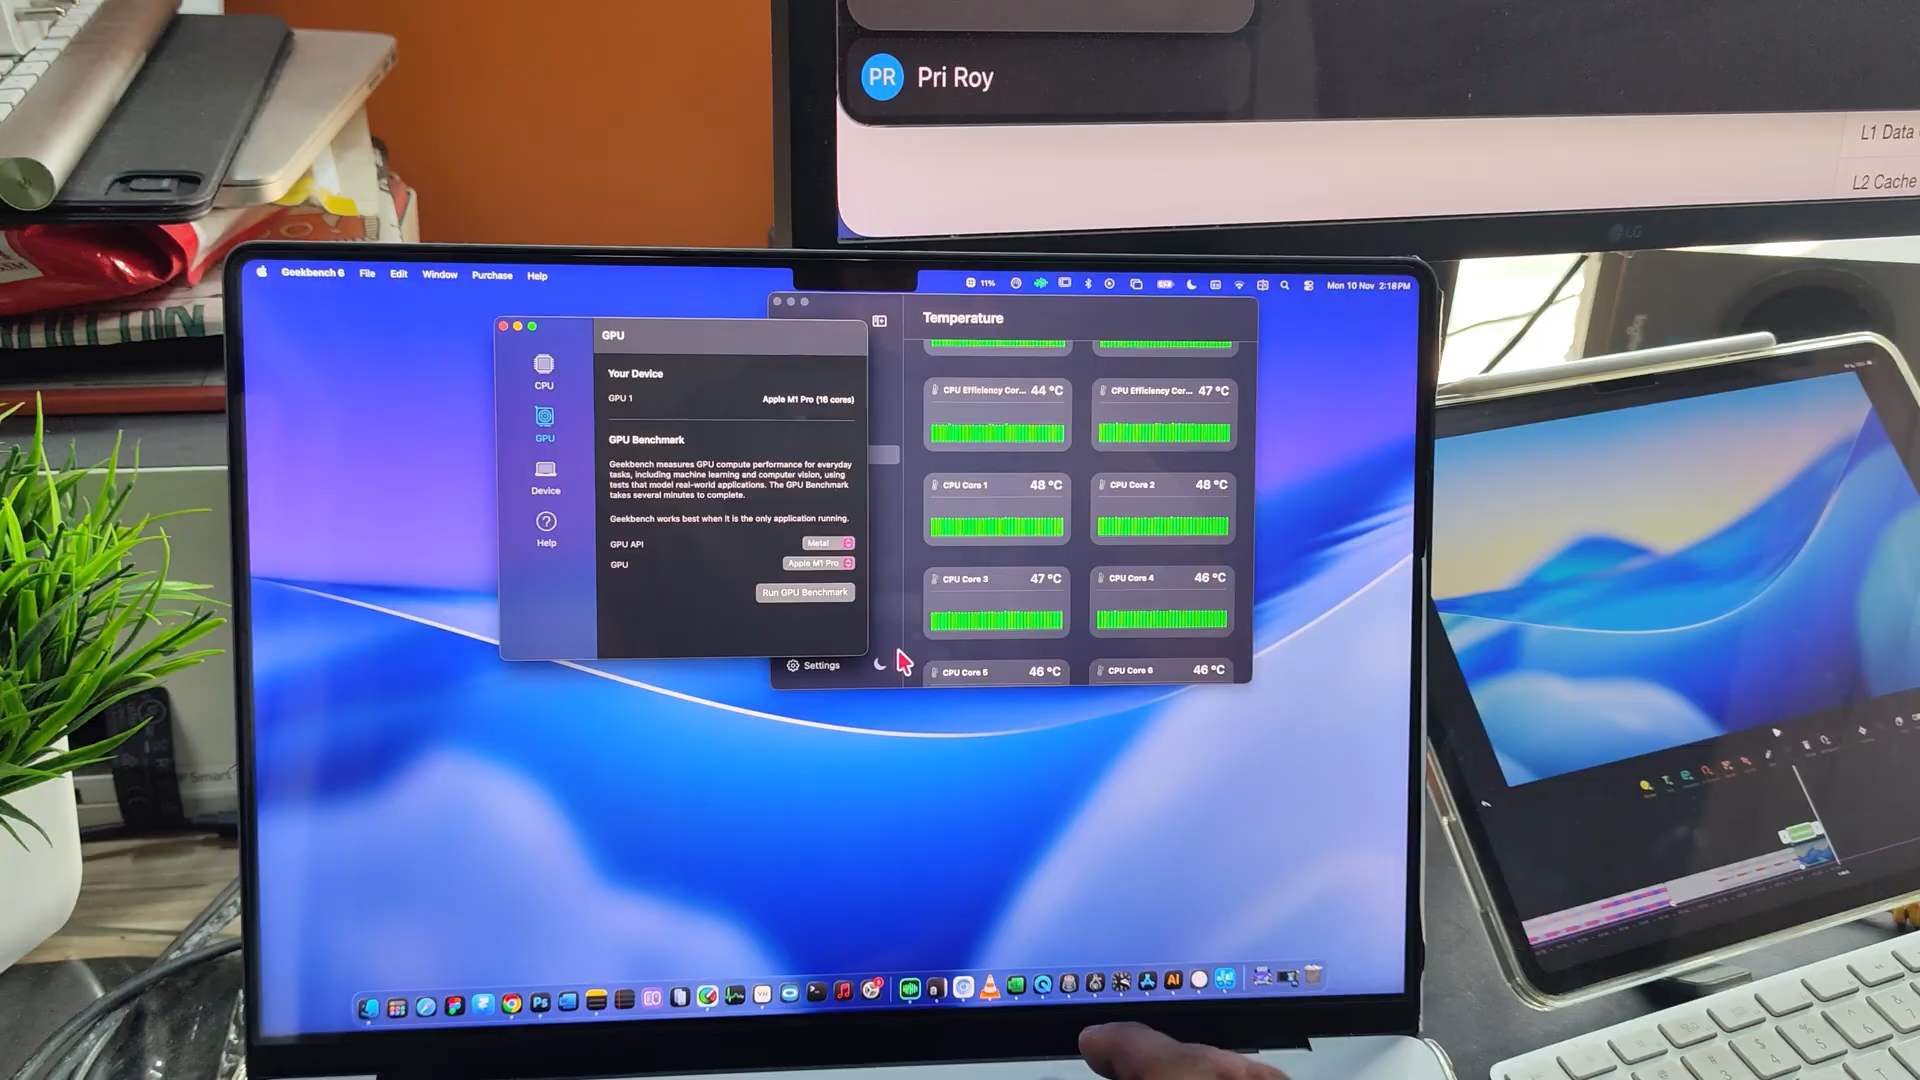 PR Pri Roy
L1 Data
L2 Cache
LG
Geekbench 6 File Edit Window Purchase Help
11%
Mon 10 Nov 2:18PM
GPU
CPU
GPU
Device
Help
Your Device
GPU 1 Apple M1 Pro (16 cores)
GPU Benchmark
Geekbench measures GPU compute performance for everyday
tasks, including machine learning and computer vision, using
tests that model real-world applications. The GPU Benchmark
takes several minutes to complete.
Geekbench works best when it is the only application running.
GPU API Metal
GPU Apple M1 Pro
Run GPU Benchmark
Settings
Temperature
CPU Efficiency Cor... 44 °C
CPU Efficiency Cor... 47 °C
CPU Core 1 48 °C
CPU Core 2 48 °C
CPU Core 3 47 °C
CPU Core 4 46 °C
CPU Core 5 46 °C
CPU Core 6 46 °C
Ps
Ai
Smart